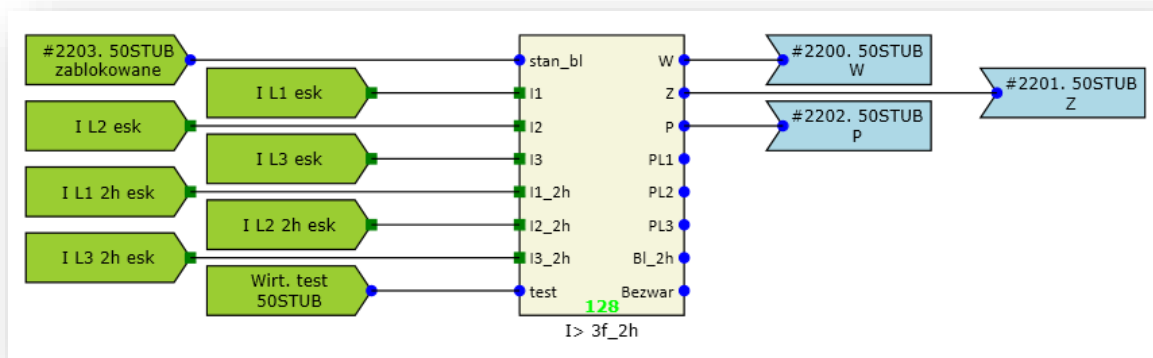 #2203. 50STUB
zablokowane
I L1 esk
I L2 esk
I L3 esk
I L1 2h esk
I L2 2h esk
I L3 2h esk
Wirt. test
50STUB
stan_bl
I1
I2
I3
I1_2h
I2_2h
I3_2h
test
W
Z
P
PL1
PL2
PL3
Bl_2h
Bezwar
128
I> 3f_2h
#2200. 50STUB
W
#2201. 50STUB
Z
#2202. 50STUB
P